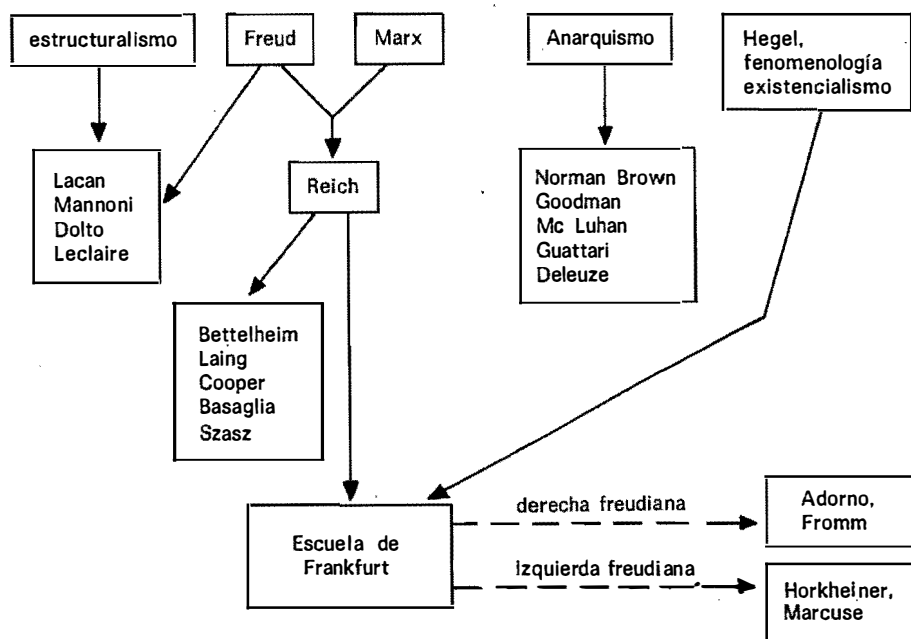 estructuralismo
Freud
Marx
Anarquismo
Hegel,
fenomenología
existencialismo
Lacan
Mannoni
Dolto
Leclaire
Reich
Norman Brown
Goodman
Mc Luhan
Guattari
Deleuze
Bettelheim
Laing
Cooper
Basaglia
Szasz
Escuela de
Frankfurt
derecha freudiana
Adorno,
Fromm
izquierda freudiana
Horkheiner,
Marcuse